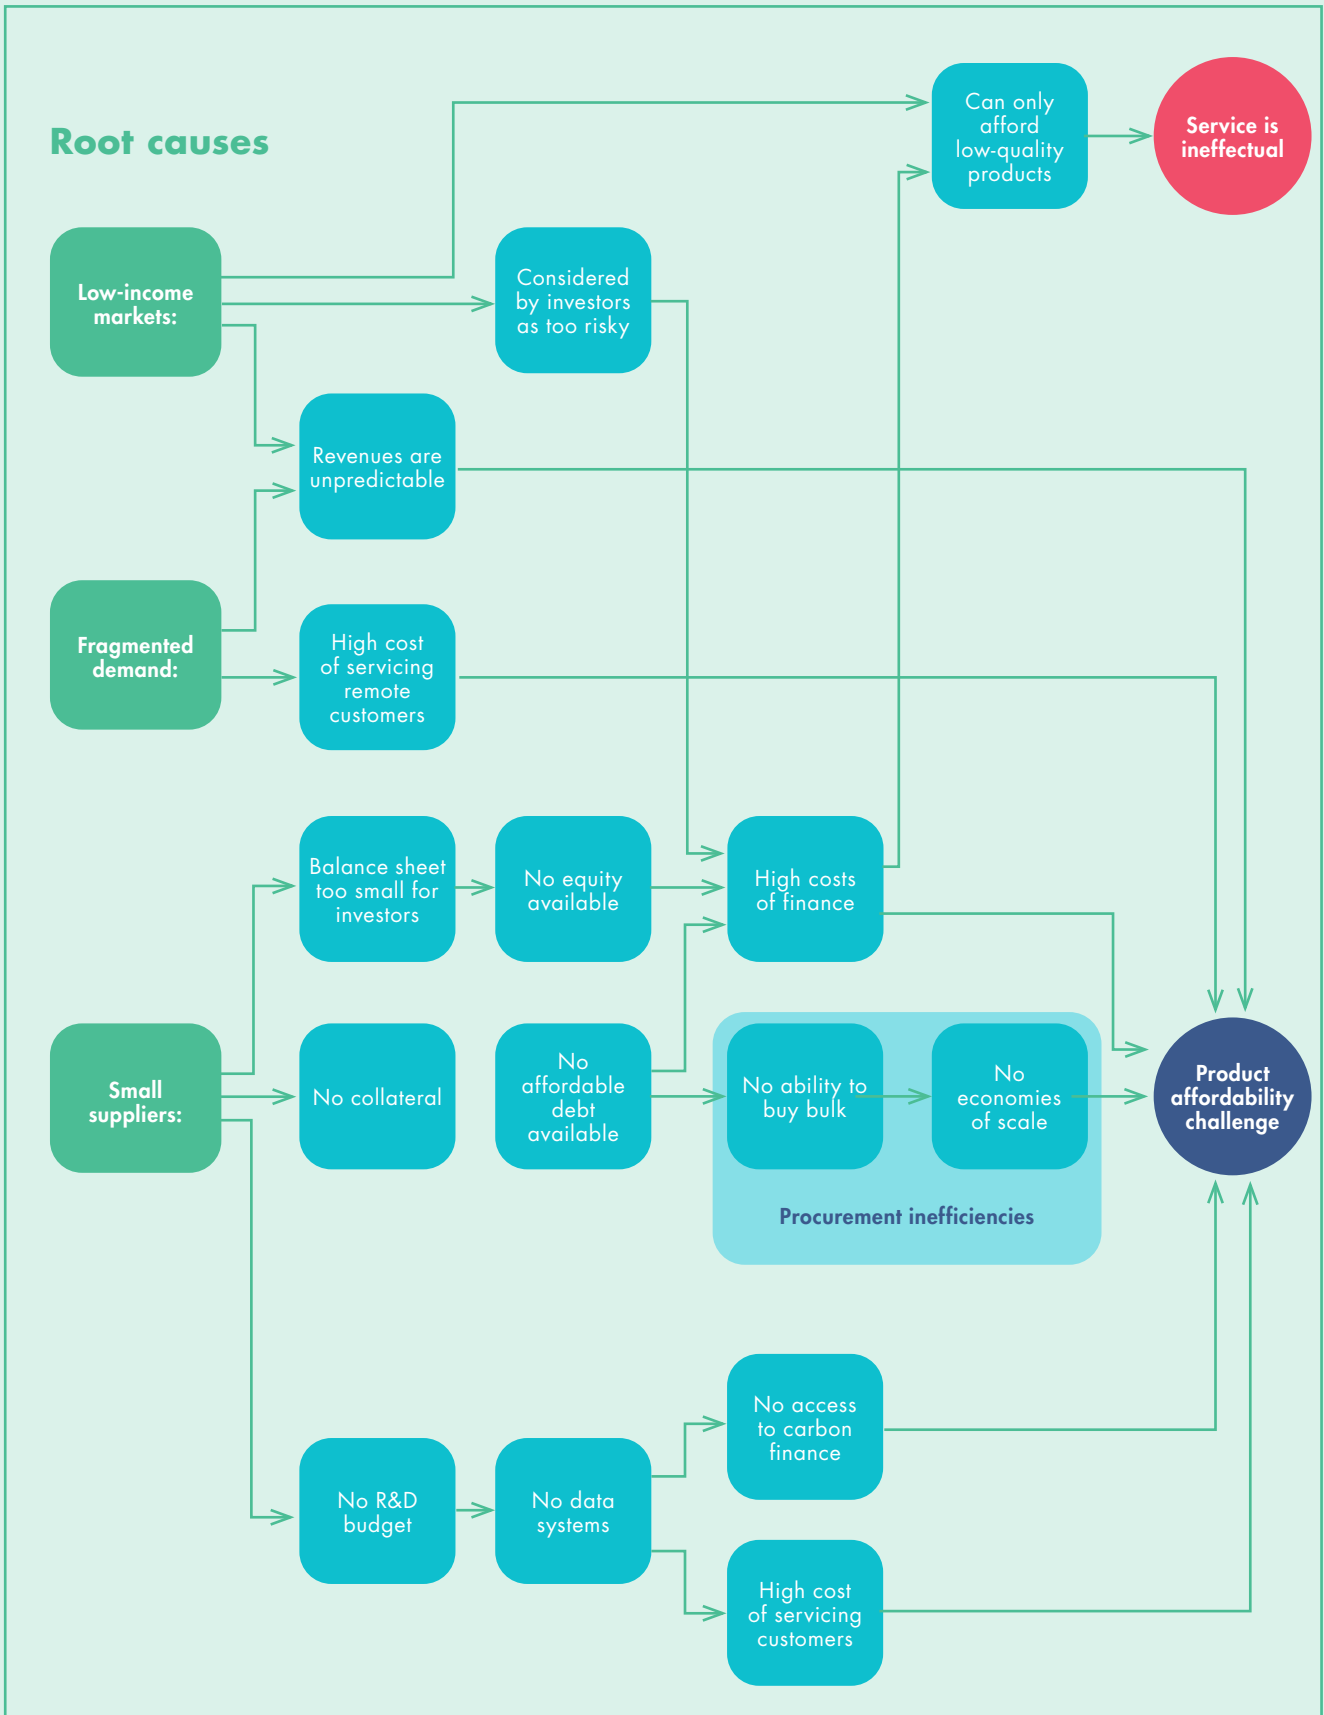 Root causes
Can only
afford
low-quality
products
Service is
ineffectual
Low-income
markets:
Considered
by investors
as too risky
Revenues are
unpredictable
Fragmented
demand:
High cost
of servicing
remote
customers
Balance sheet
too small for
investors
No equity
available
High costs
of finance
Small
suppliers:
No collateral
No
affordable
debt
available
No ability to
buy bulk
No
economies
of scale
Product
affordability
challenge
Procurement inefficiencies
No access
to carbon
finance
No R&D
budget
No data
systems
High cost
of servicing
customers